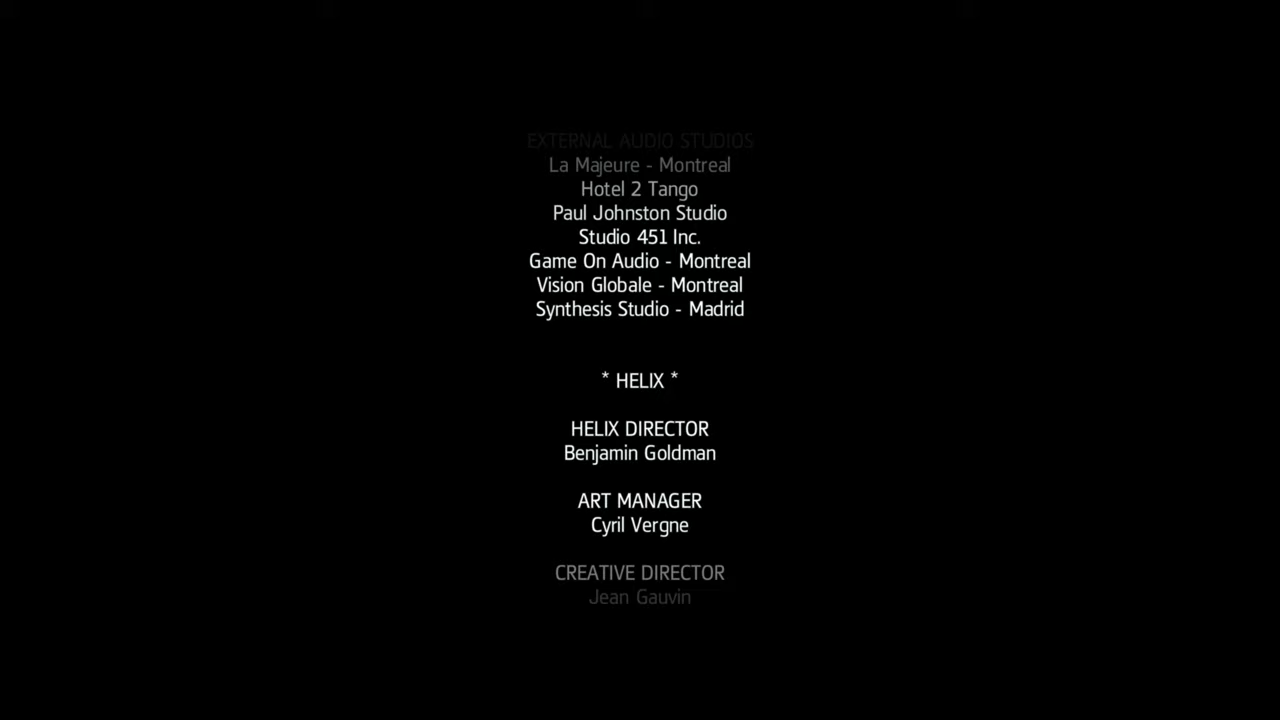 EXTERNAL AUDIO STUDIOS
La Majeure - Montreal
Hotel 2 Tango
Paul Johnston Studio
Studio 451 Inc.
Game On Audio - Montreal
Vision Globale - Montreal
Synthesis Studio - Madrid
* HELIX *
HELIX DIRECTOR
Benjamin Goldman
ART MANAGER
Cyril Vergne
CREATIVE DIRECTOR
Jean Gauvin